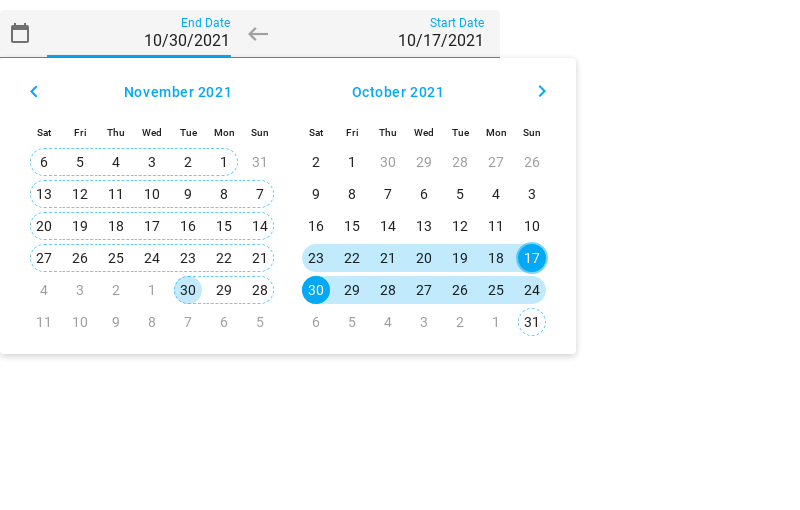 End Date Start Date
10/30/2021 10/17/2021
November 2021 October 2021
Sat Fri Thu Wed Tue Mon Sun Sat Fri Thu Wed Tue Mon Sun
6 5 4 3 2 1 31 2 1 30 29 28 27 26
13 12 11 10 9 8 7 9 8 7 6 5 4 3
20 19 18 17 16 15 14 16 15 14 13 12 11 10
27 26 25 24 23 22 21 23 22 21 20 19 18 17
4 3 2 1 30 29 28 30 29 28 27 26 25 24
11 10 9 8 7 6 5 6 5 4 3 2 1 31